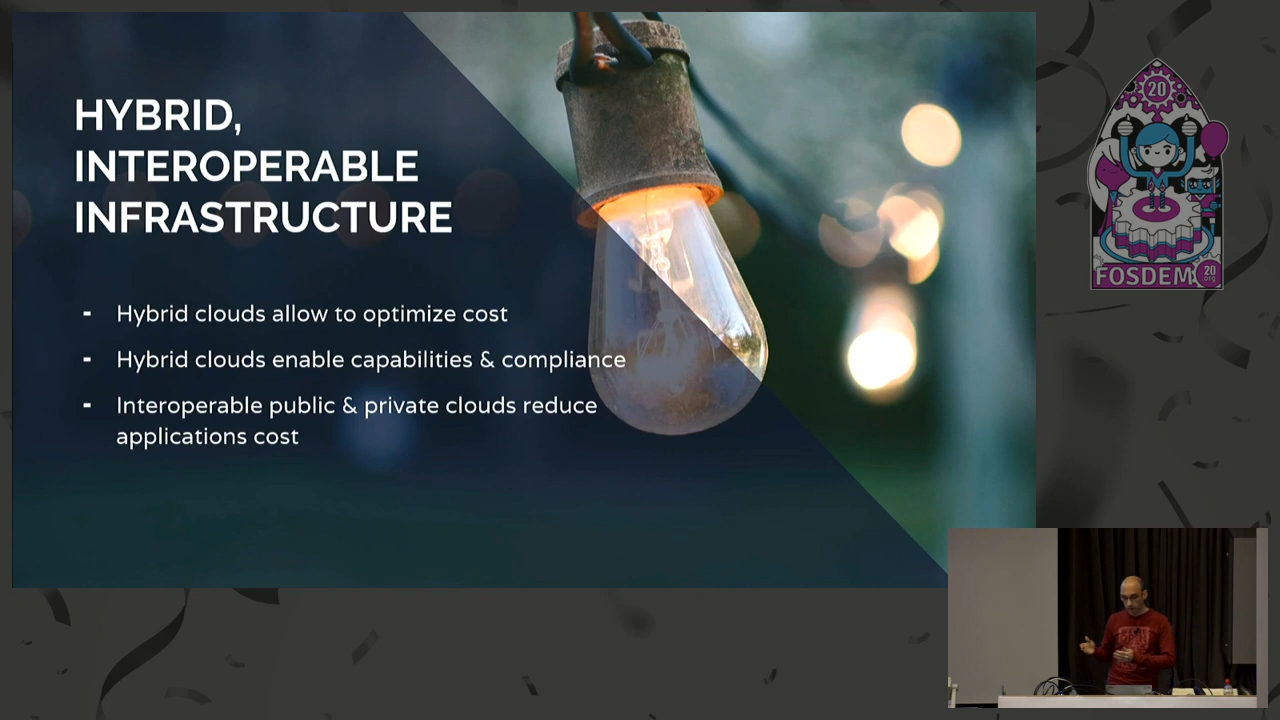 HYBRID,
INTEROPERABLE
INFRASTRUCTURE
- Hybrid clouds allow to optimize cost
- Hybrid clouds enable capabilities & compliance
- Interoperable public & private clouds reduce
applications cost
20
FOSDEM
20
org